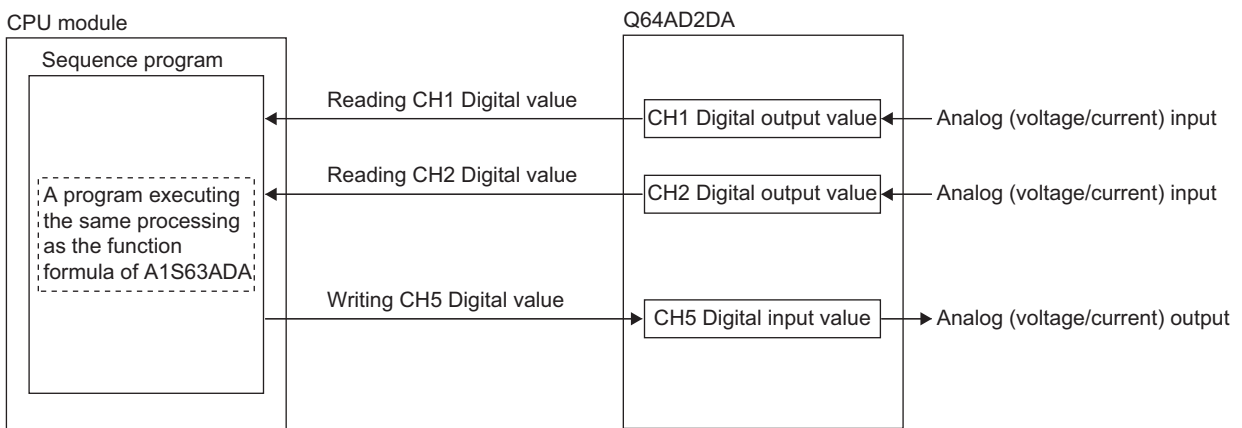 CPU module
Q64AD2DA
Sequence program
Reading CH1 Digital value
CH1 Digital output value
Analog (voltage/current) input
Reading CH2 Digital value
CH2 Digital output value
Analog (voltage/current) input
A program executing
the same processing
as the function
formula of A1S63ADA
Writing CH5 Digital value
CH5 Digital input value
Analog (voltage/current) output